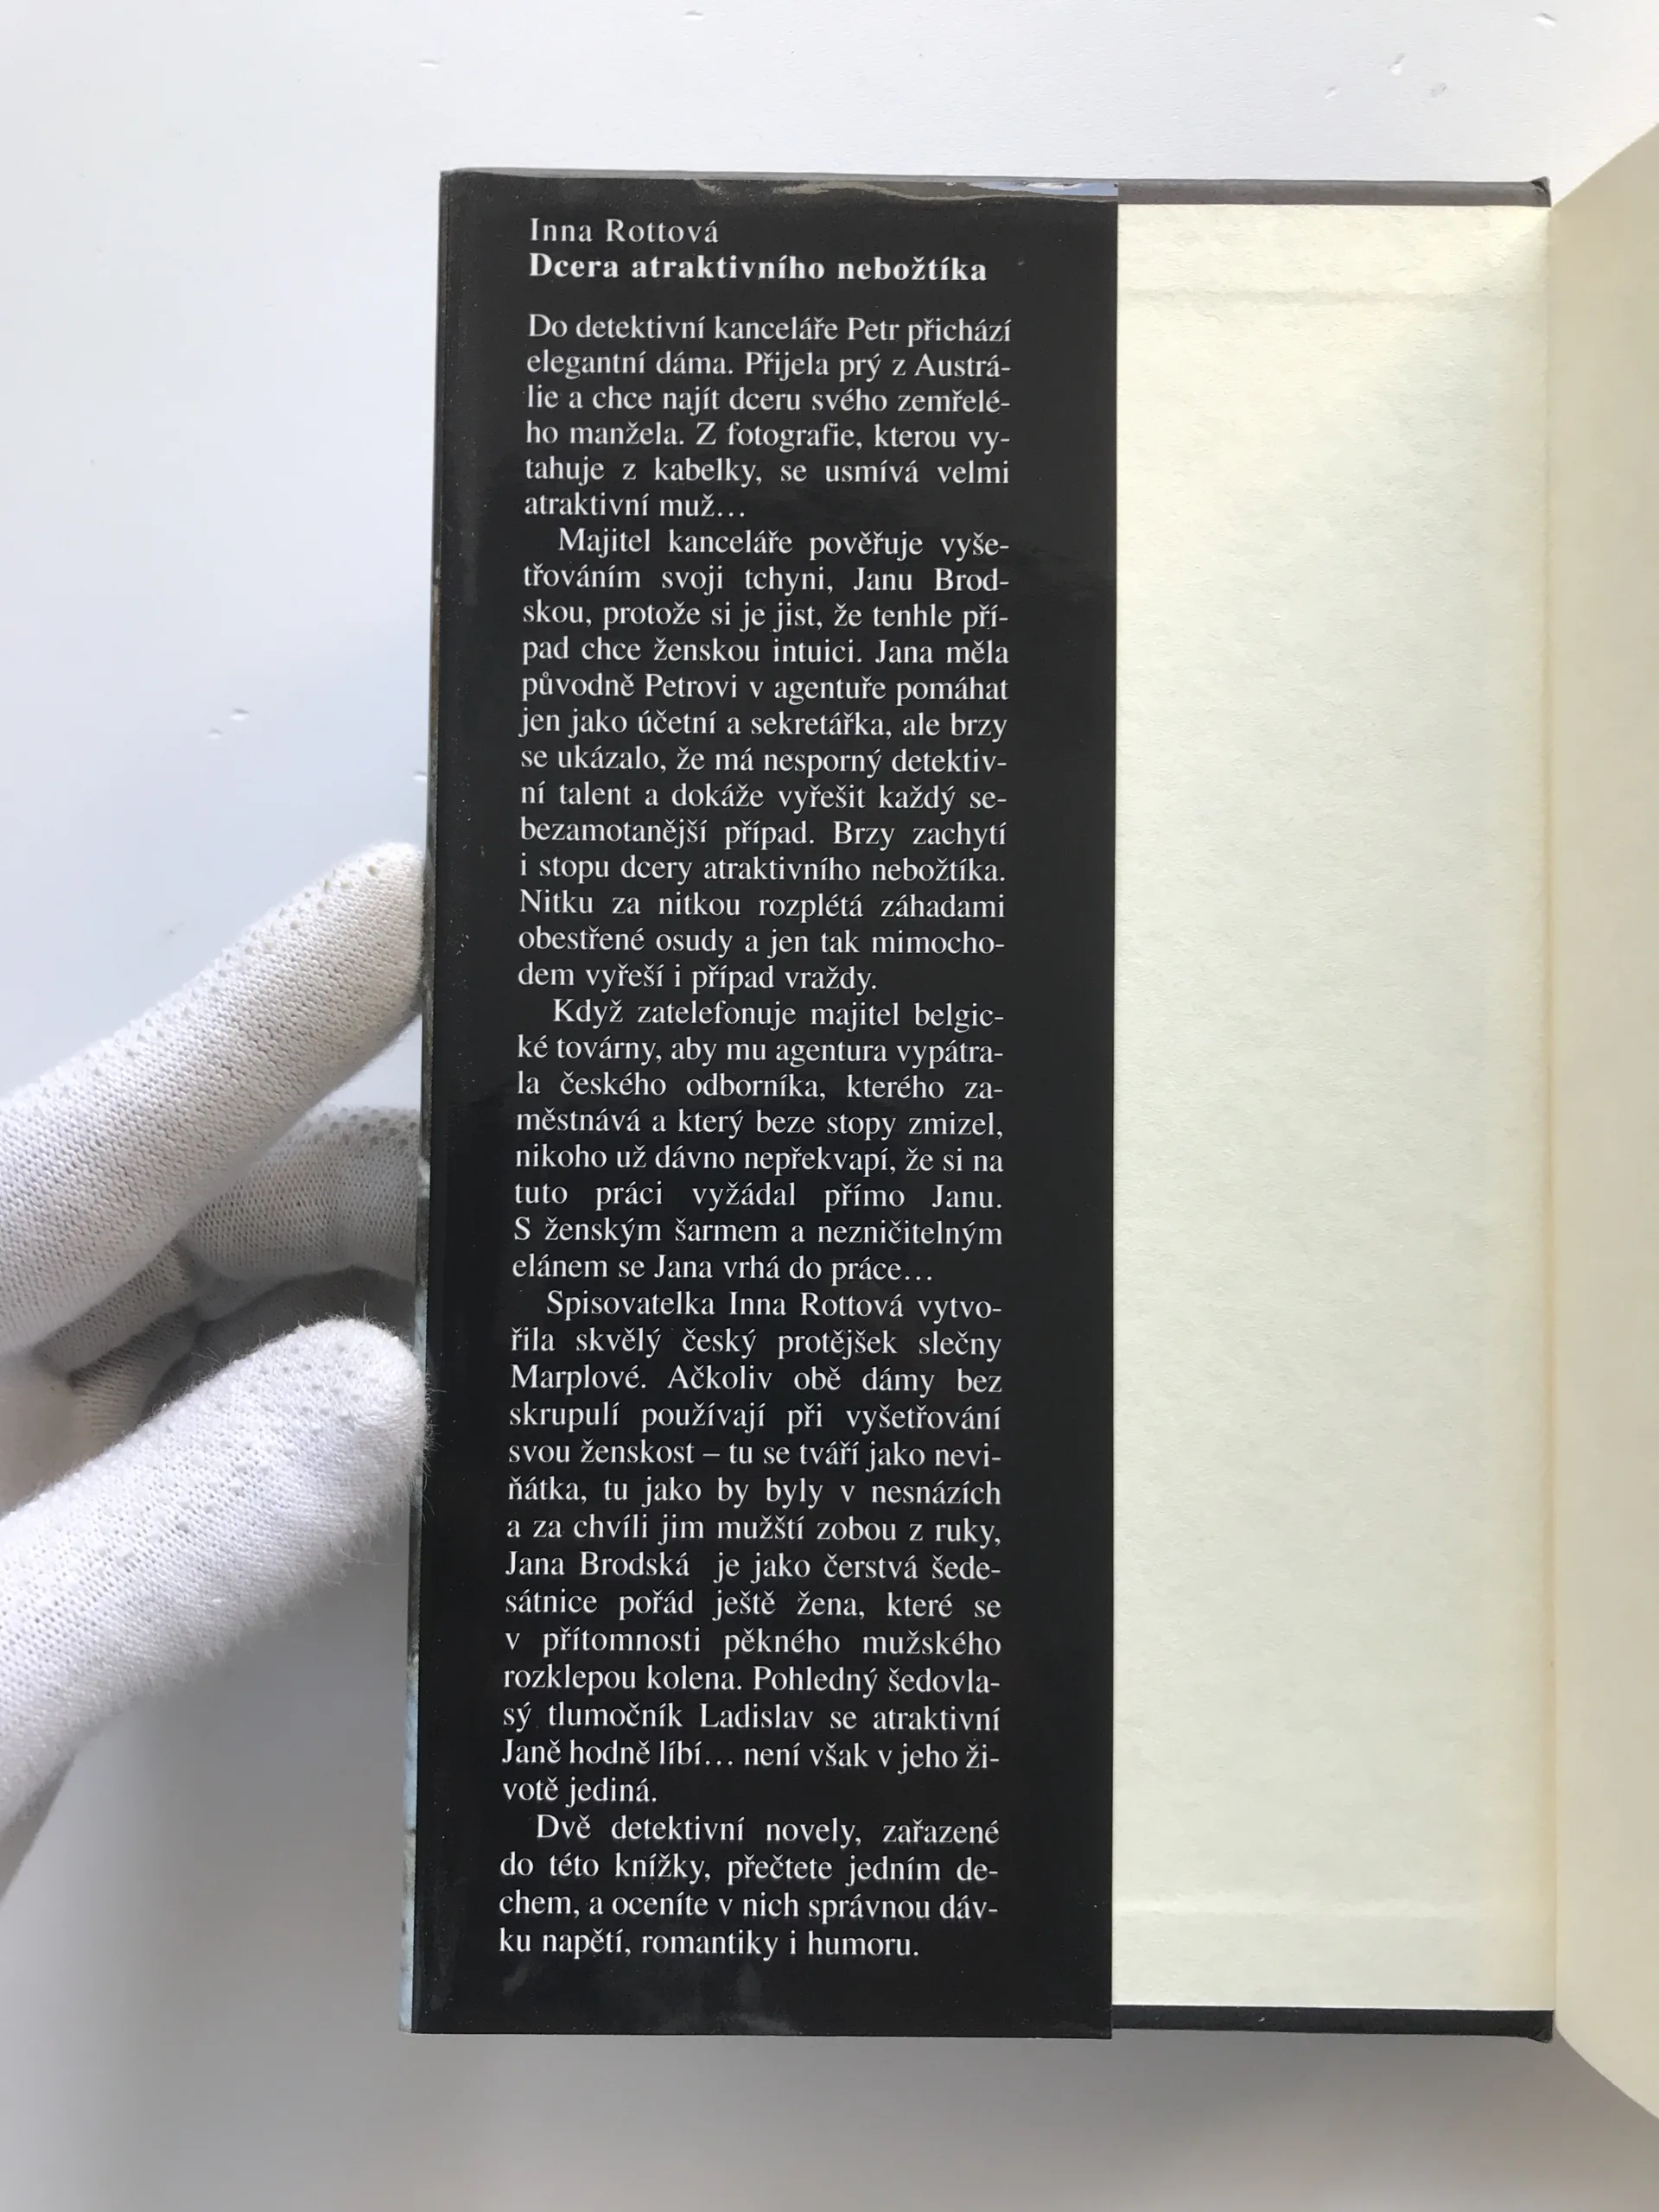 Inna Rottová
Dcera atraktivního nebožtíka
Do detektivní kanceláře Petr přichází
elegantní dáma. Přijela prý z Austrá-
lie a chce najít dceru svého zemřelé-
ho manžela. Z fotografie, kterou vy-
tahuje z kabelky, se usmívá velmi
atraktivní muž...
Majitel kanceláře pověřuje vyše-
třováním svoji tchyni, Janu Brod-
skou, protože si je jist, že tenhle pří-
pad chce ženskou intuici. Jana měla
původně Petrovi v agentuře pomáhat
jen jako účetní a sekretářka, ale brzy
se ukázalo, že má nesporný detektiv-
ní talent a dokáže vyřešit každý se-
bezamotanější případ. Brzy zachytí
i stopu dcery atraktivního nebožtíka.
Nitku za nitkou rozplétá záhadami
obestřené osudy a jen tak mimocho-
dem vyřeší i případ vraždy.
Když zatelefonuje majitel belgic-
ké továrny, aby mu agentura vypátra-
la českého odborníka, kterého za-
městnává a který beze stopy zmizel,
nikoho už dávno nepřekvapí, že si na
tuto práci vyžádal přímo Janu.
S ženským šarmem a nezničitelným
elánem se Jana vrhá do práce...
Spisovatelka Inna Rottová vytvo-
řila skvělý český protějšek slečny
Marplové. Ačkoliv obě dámy bez
skrupulí používají při vyšetřování
svou ženskost – tu se tváří jako nevi-
ňátka, tu jako by byly v nesnázích
a za chvíli jim mužští zobou z ruky,
Jana Brodská je jako čerstvá šede-
sátnice pořád ještě žena, které se
v přítomnosti pěkného mužského
rozklepou kolena. Pohledný šedovla-
sý tlumočník Ladislav se atraktivní
Janě hodně líbí... není však v jeho ži-
votě jediná.
Dvě detektivní novely, zařazené
do této knížky, přečtete jedním de-
chem, a oceníte v nich správnou dáv-
ku napětí, romantiky i humoru.